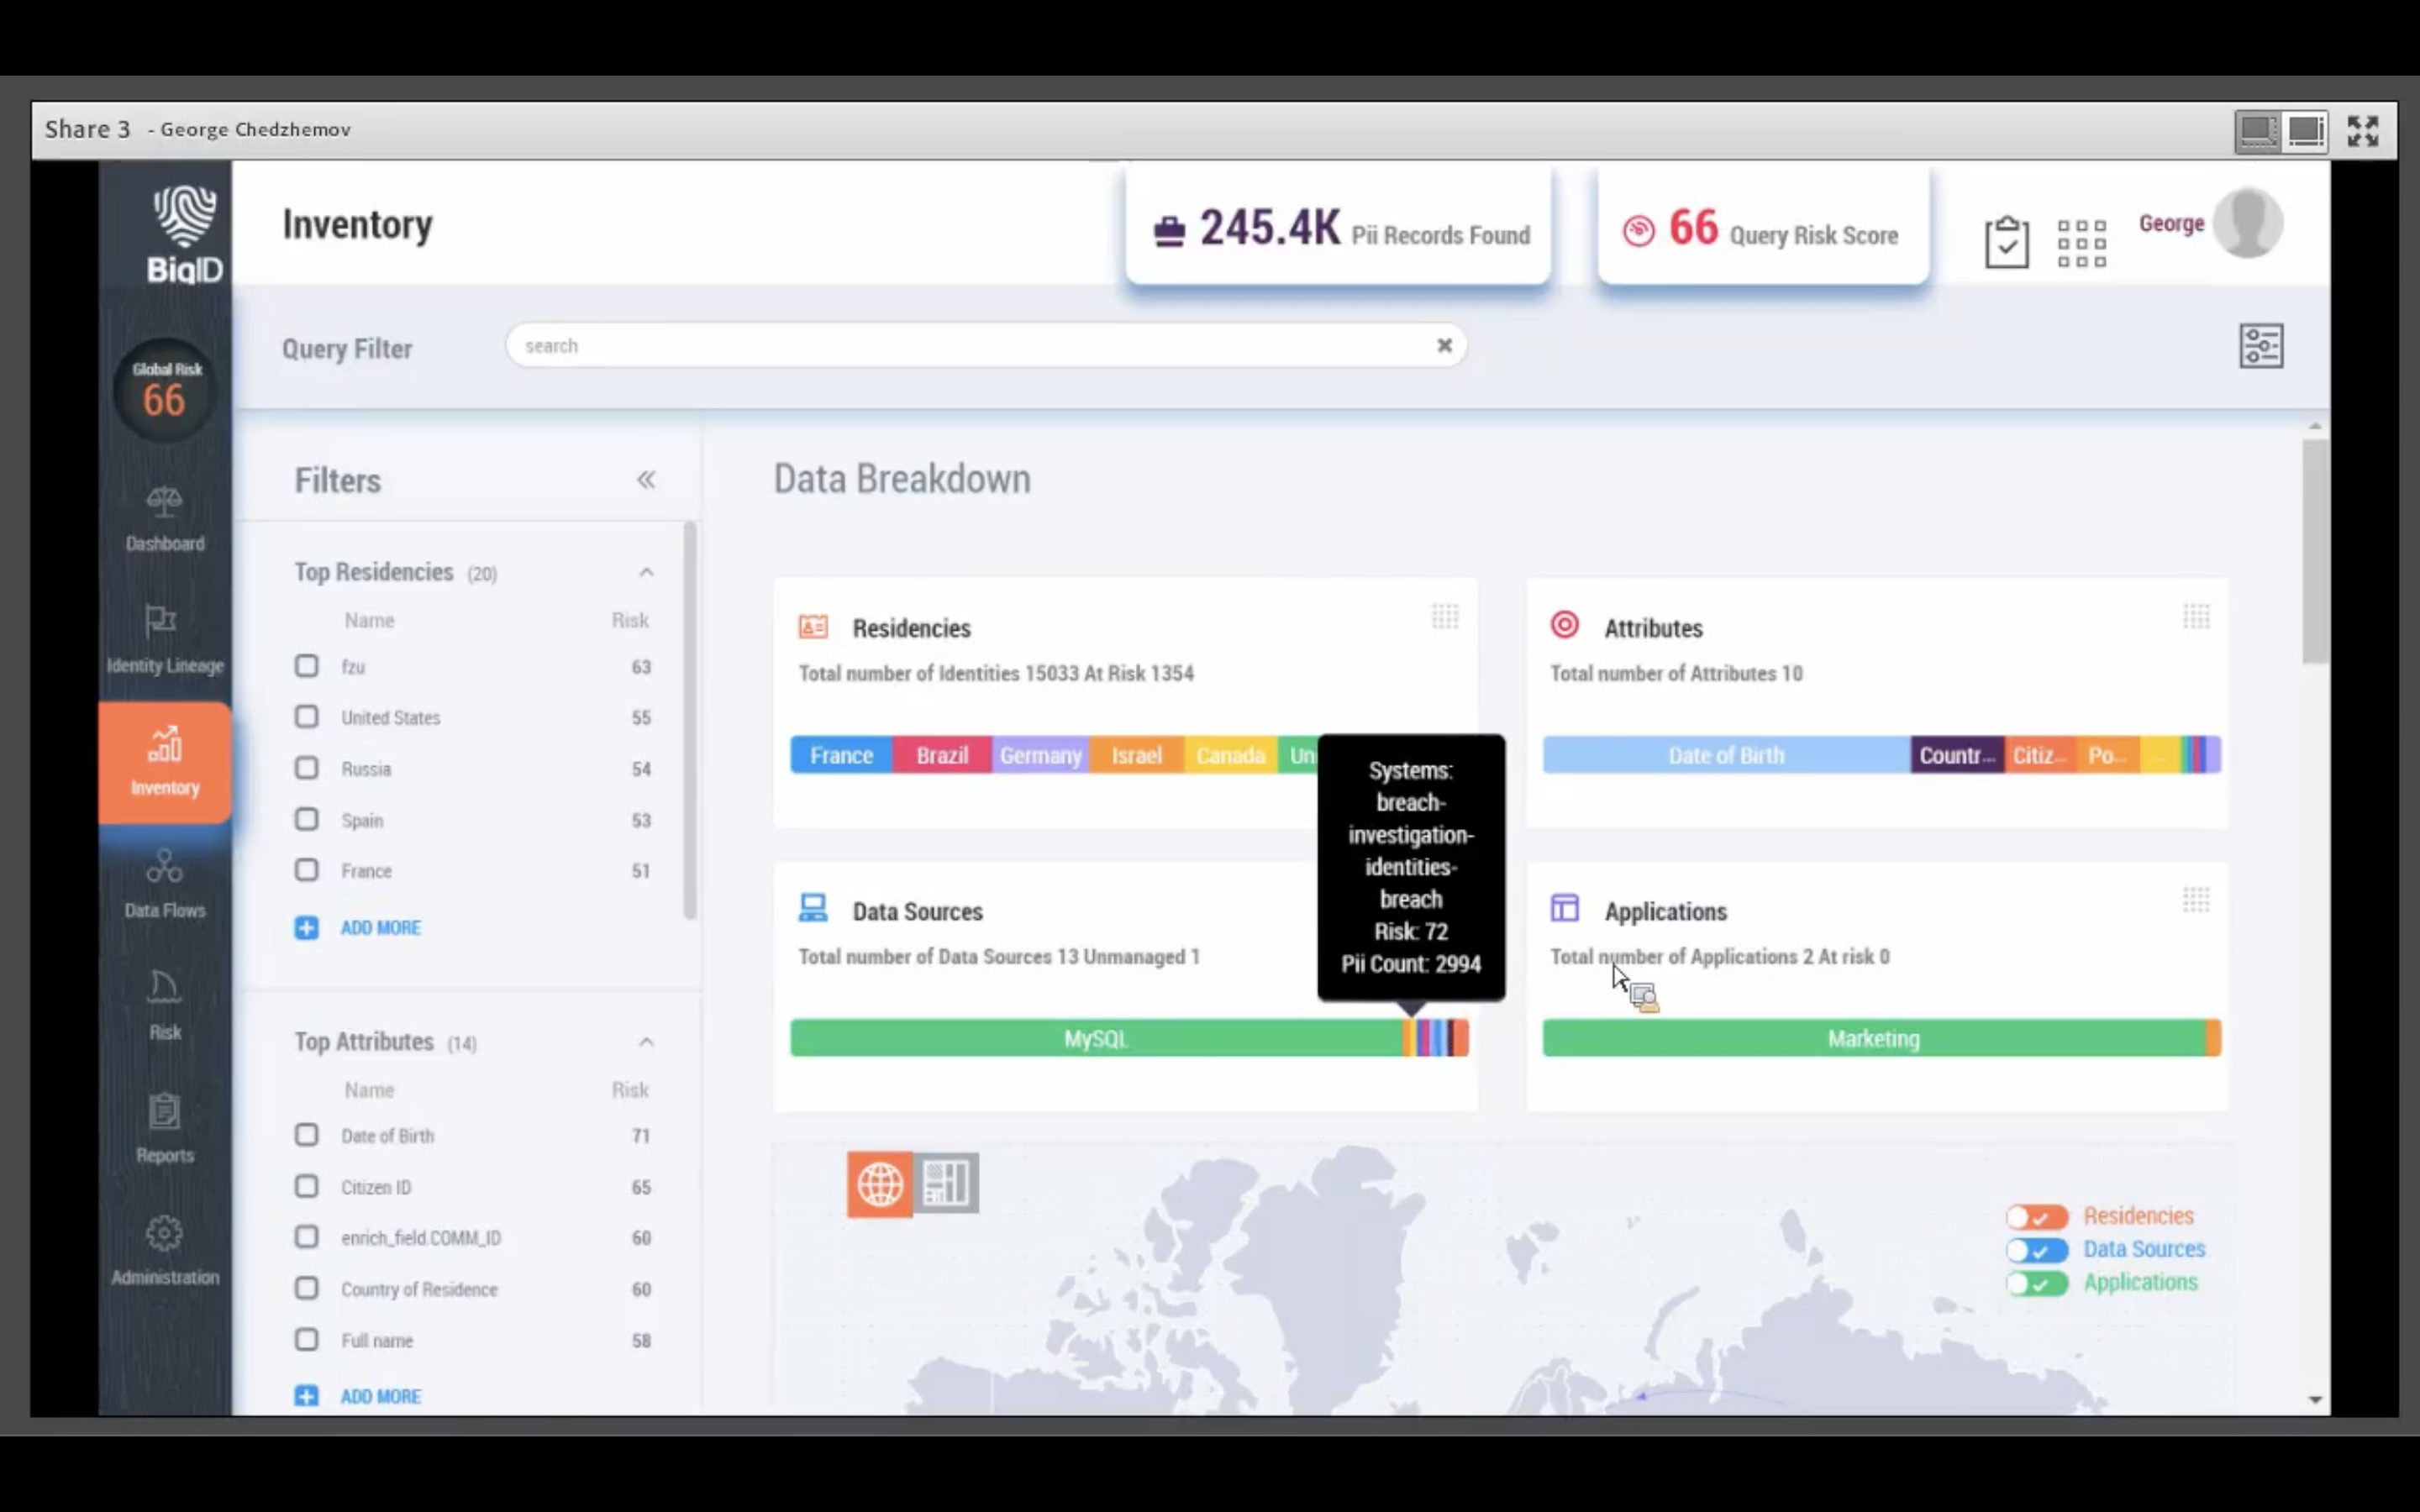 Share 3 - George Chedzhemov
BigID
Inventory
245.4K Pii Records Found
66 Query Risk Score
George
Query Filter
search
Global Risk
66
Dashboard
Identity Lineage
Inventory
Data Flows
Risk
Reports
Administration
Filters
Top Residencies (20)
Name Risk
fzu 63
United States 55
Russia 54
Spain 53
France 51
ADD MORE
Top Attributes (14)
Name Risk
Date of Birth 71
Citizen ID 65
enrich_field.COMM_ID 60
Country of Residence 60
Full name 58
ADD MORE
Data Breakdown
Residencies
Total number of Identities 15033 At Risk 1354
France Brazil Germany Israel Canada Un
Attributes
Total number of Attributes 10
Date of Birth Countr... Citiz... Po... ...
Systems:
breach-
investigation-
identities-
breach
Risk: 72
Pii Count: 2994
Data Sources
Total number of Data Sources 13 Unmanaged 1
MySQL
Applications
Total number of Applications 2 At risk 0
Marketing
Residencies
Data Sources
Applications